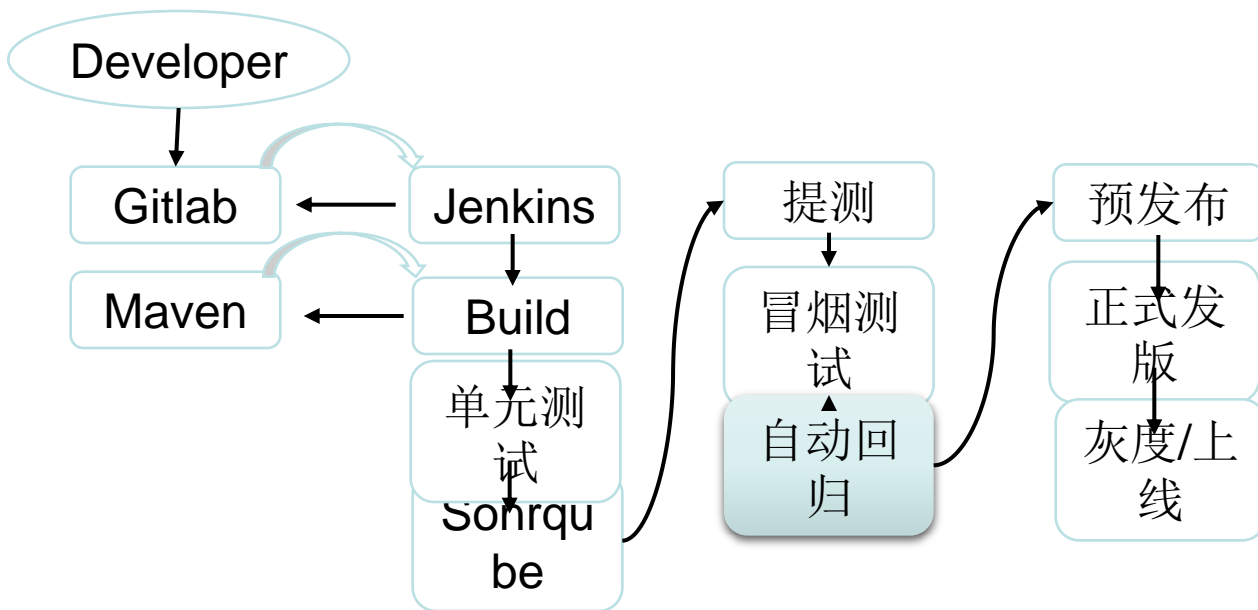 Developer
Gitlab
Maven
Jenkins
Build
单元测
试
Sonrqu
be
提测
冒烟测
试
自动回
归
预发布
正式发
版
灰度/上
线